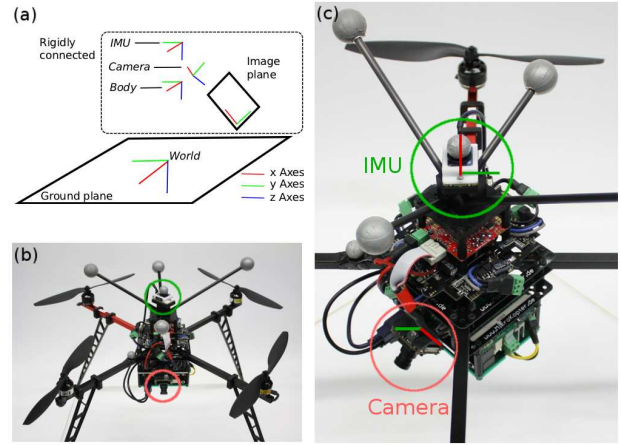 (a)
Rigidly
connected
IMU
Camera
Body
Image
plane
World
Ground plane
x Axes
y Axes
z Axes
(b)
(c)
IMU
Camera